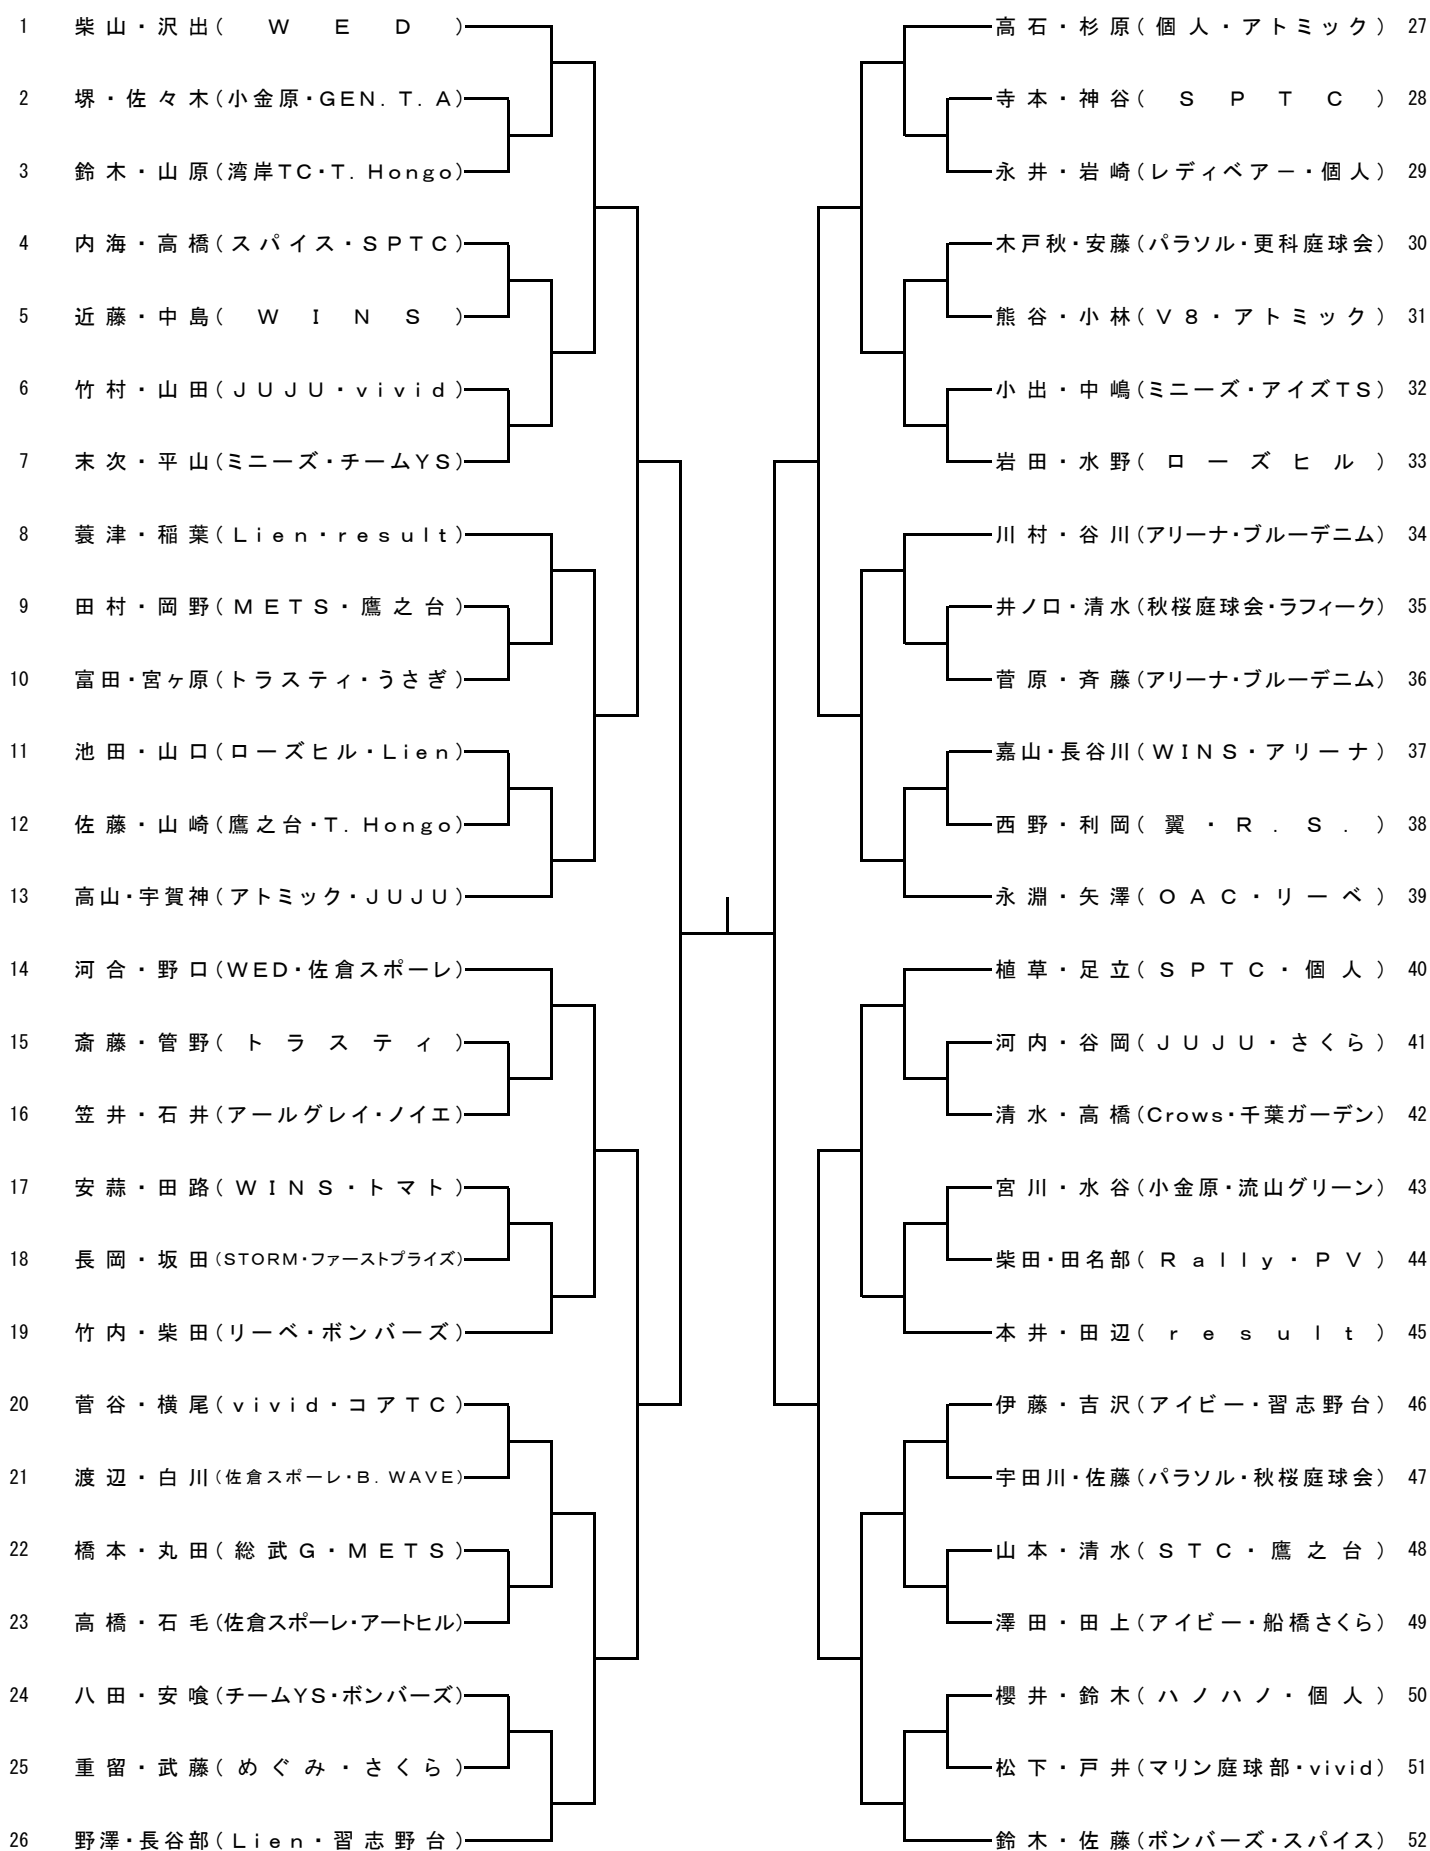 1 柴山・沢出(WED)
2 堺・佐々木(小金原・GEN.T.A)
3 鈴木・山原(湾岸TC・T.Hongo)
4 内海・高橋(スパイス・SPTC)
5 近藤・中島(WINS)
6 竹村・山田(JUJU・vivid)
7 末次・平山(ミニーズ・チームYS)
8 蓑津・稲葉(Lien・result)
9 田村・岡野(METS・鷹之台)
10 富田・宮ヶ原(トラスティ・うさぎ)
11 池田・山口(ローズヒル・Lien)
12 佐藤・山崎(鷹之台・T.Hongo)
13 高山・宇賀神(アトミック・JUJU)
14 河合・野口(WED・佐倉スポーレ)
15 斎藤・管野(トラスティ)
16 笠井・石井(アールグレイ・ノイエ)
17 安蒜・田路(WINS・トマト)
18 長岡・坂田(STORM・ファーストプライズ)
19 竹内・柴田(リーベ・ボンバーズ)
20 菅谷・横尾(vivid・コアTC)
21 渡辺・白川(佐倉スポーレ・B.WAVE)
22 橋本・丸田(総武G・METS)
23 高橋・石毛(佐倉スポーレ・アートヒル)
24 八田・安喰(チームYS・ボンバーズ)
25 重留・武藤(めぐみ・さくら)
26 野澤・長谷部(Lien・習志野台)
高石・杉原(個人・アトミック) 27
寺本・神谷(SPTC) 28
永井・岩崎(レディベアー・個人) 29
木戸秋・安藤(パラソル・更科庭球会) 30
熊谷・小林(V8・アトミック) 31
小出・中嶋(ミニーズ・アイズTS) 32
岩田・水野(ローズヒル) 33
川村・谷川(アリーナ・ブルーデニム) 34
井ノ口・清水(秋桜庭球会・ラフィーク) 35
菅原・斉藤(アリーナ・ブルーデニム) 36
嘉山・長谷川(WINS・アリーナ) 37
西野・利岡(翼・R.S.) 38
永淵・矢澤(OAC・リーベ) 39
植草・足立(SPTC・個人) 40
河内・谷岡(JUJU・さくら) 41
清水・高橋(Crows・千葉ガーデン) 42
宮川・水谷(小金原・流山グリーン) 43
柴田・田名部(Rally・PV) 44
本井・田辺(result) 45
伊藤・吉沢(アイビー・習志野台) 46
宇田川・佐藤(パラソル・秋桜庭球会) 47
山本・清水(STC・鷹之台) 48
澤田・田上(アイビー・船橋さくら) 49
櫻井・鈴木(ハノハノ・個人) 50
松下・戸井(マリン庭球部・vivid) 51
鈴木・佐藤(ボンバーズ・スパイス) 52